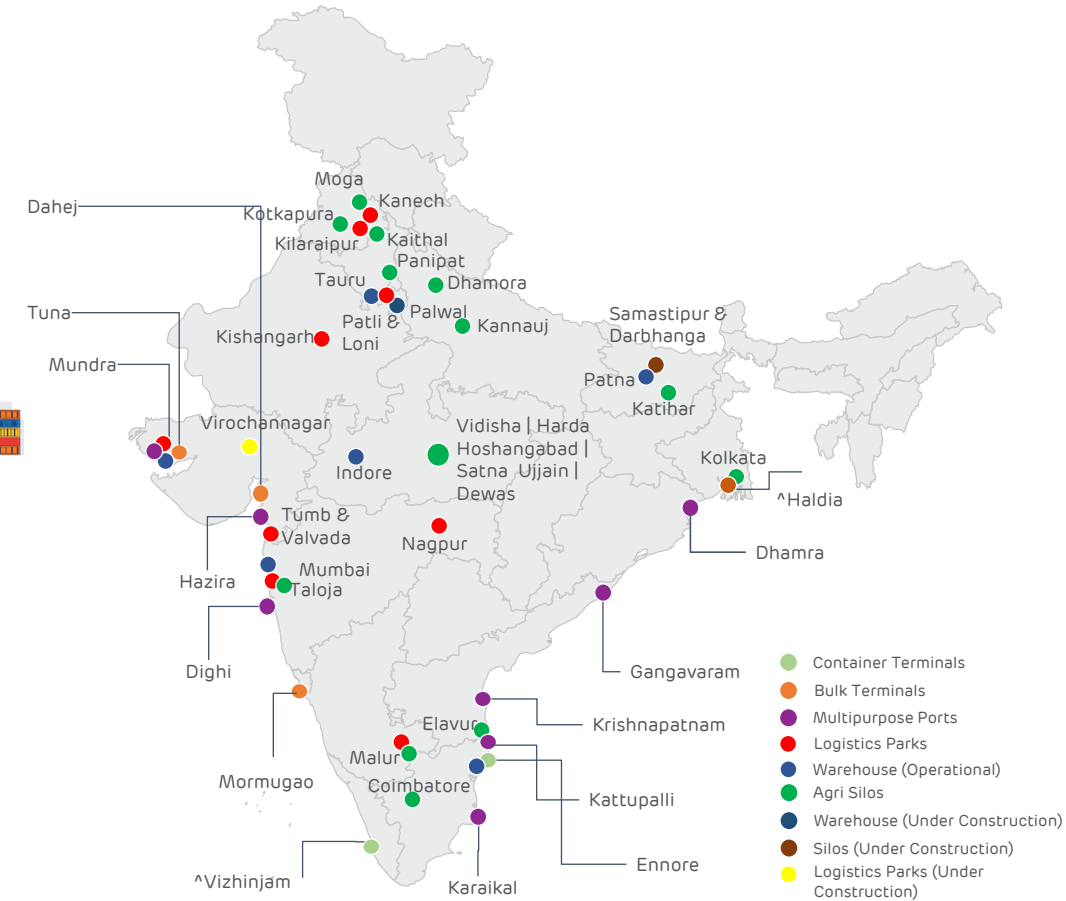 Moga
Kanech
Dahej
Kotkapura
Kilaraipur
Kaithal
Panipat
Tauru
Dhamora
Tuna
Palwal
Samastipur &
Darbhanga
Patli &
Loni
Kannauj
Kishangarh
Mundra
Patna
Katihar
Virochannagar
Vidisha | Harda
Hoshangabad |
Satna Ujjain |
Dewas
Indore
Kolkata
^Haldia
Tumb &
Valvada
Nagpur
Dhamra
Hazira
Mumbai
Taloja
Dighi
Gangavaram
Krishnapatnam
Elavur
Malur
Mormugao
Coimbatore
Kattupalli
Ennore
^Vizhinjam
Karaikal
Container Terminals
Bulk Terminals
Multipurpose Ports
Logistics Parks
Warehouse (Operational)
Agri Silos
Warehouse (Under Construction)
Silos (Under Construction)
Logistics Parks (Under
Construction)